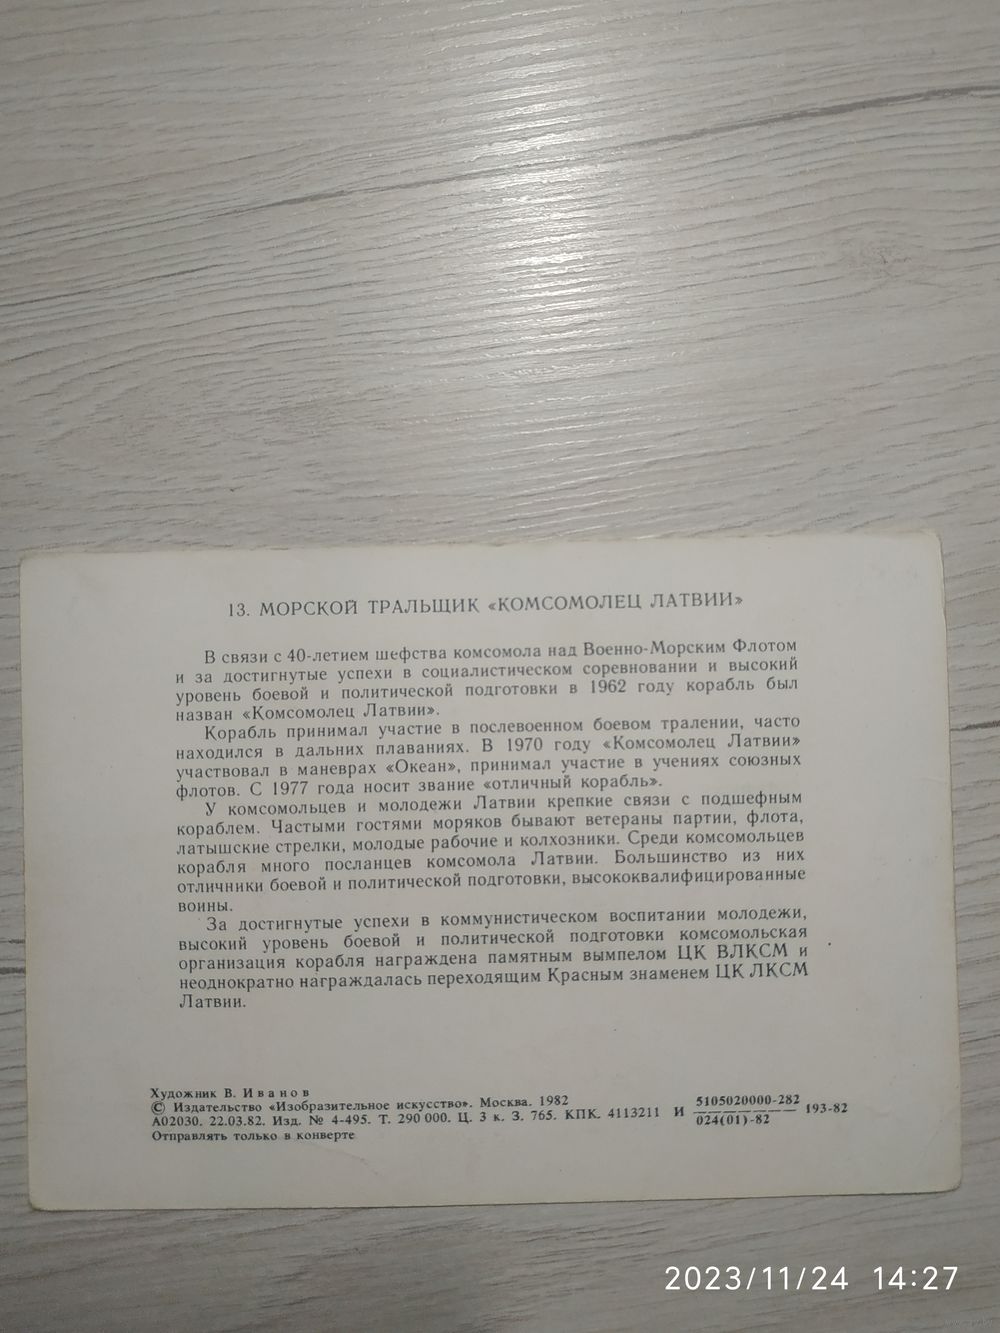 13. МОРСКОЙ ТРАЛЬЩИК «КОМСОМОЛЕЦ ЛАТВИИ»
В связи с 40-летием шефства комсомола над Военно-Морским Флотом
и за достигнутые успехи в социалистическом соревновании и высокий
уровень боевой и политической подготовки в 1962 году корабль был
назван «Комсомолец Латвии».
Корабль принимал участие в послевоенном боевом тралении, часто
находился в дальних плаваниях. В 1970 году «Комсомолец Латвии»
участвовал в маневрах «Океан», принимал участие в учениях союзных
флотов. С 1977 года носит звание «отличный корабль».
У комсомольцев и молодежи Латвии крепкие связи с подшефным
кораблем. Частыми гостями моряков бывают ветераны партии, флота,
латышские стрелки, молодые рабочие и колхозники. Среди комсомольцев
корабля много посланцев комсомола Латвии. Большинство из них
отличники боевой и политической подготовки, высококвалифицированные
воины.
За достигнутые успехи в коммунистическом воспитании молодежи,
высокий уровень боевой и политической подготовки комсомольская
организация корабля награждена памятным вымпелом ЦК ВЛКСМ и
неоднократно награждалась переходящим Красным знаменем ЦК ЛКСМ
Латвии.
Художник В. Иванов
© Издательство «Изобразительное искусство». Москва. 1982
А02030. 22.03.82. Изд. № 4-495. Т. 290 000. Ц. 3 к. З. 765. КПК. 4113211 И 5105020000-282 193-82
024(01)-82
Отправлять только в конверте
2023/11/24 14:27